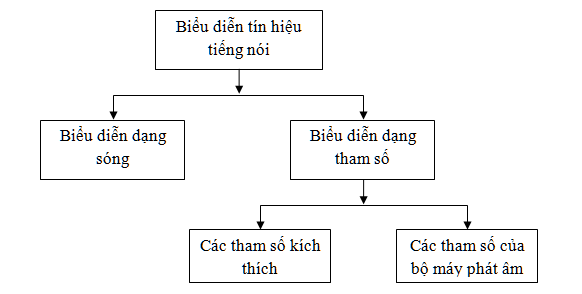 Biểu diễn tín hiệu
tiếng nói
Biểu diễn dạng
sóng
Biểu diễn dạng
tham số
Các tham số kích
thích
Các tham số của
bộ máy phát âm